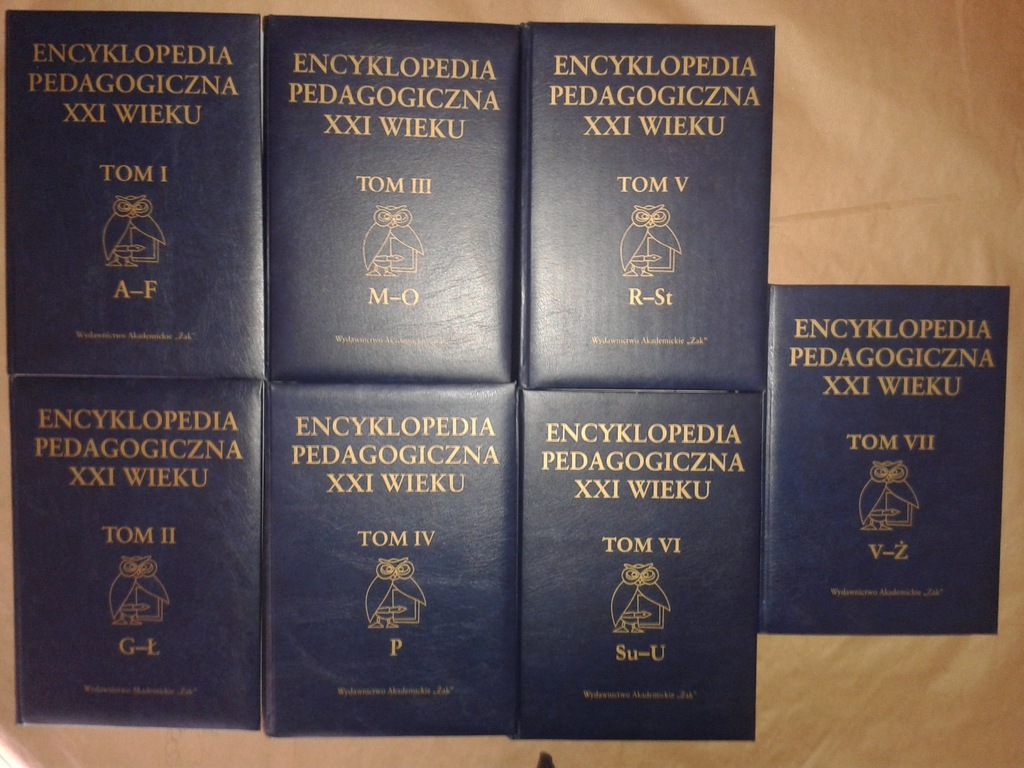 ENCYKLOPEDIA
PEDAGOGICZNA
XXI WIEKU
TOM I
A–F
Wydawnictwo Akademickie „Żak”
ENCYKLOPEDIA
PEDAGOGICZNA
XXI WIEKU
TOM III
M–O
Wydawnictwo Akademickie „Żak”
ENCYKLOPEDIA
PEDAGOGICZNA
XXI WIEKU
TOM V
R–St
Wydawnictwo Akademickie „Żak”
ENCYKLOPEDIA
PEDAGOGICZNA
XXI WIEKU
TOM II
G–Ł
Wydawnictwo Akademickie „Żak”
ENCYKLOPEDIA
PEDAGOGICZNA
XXI WIEKU
TOM IV
P
Wydawnictwo Akademickie „Żak”
ENCYKLOPEDIA
PEDAGOGICZNA
XXI WIEKU
TOM VI
Su–U
Wydawnictwo Akademickie „Żak”
ENCYKLOPEDIA
PEDAGOGICZNA
XXI WIEKU
TOM VII
V–Ż
Wydawnictwo Akademickie „Żak”